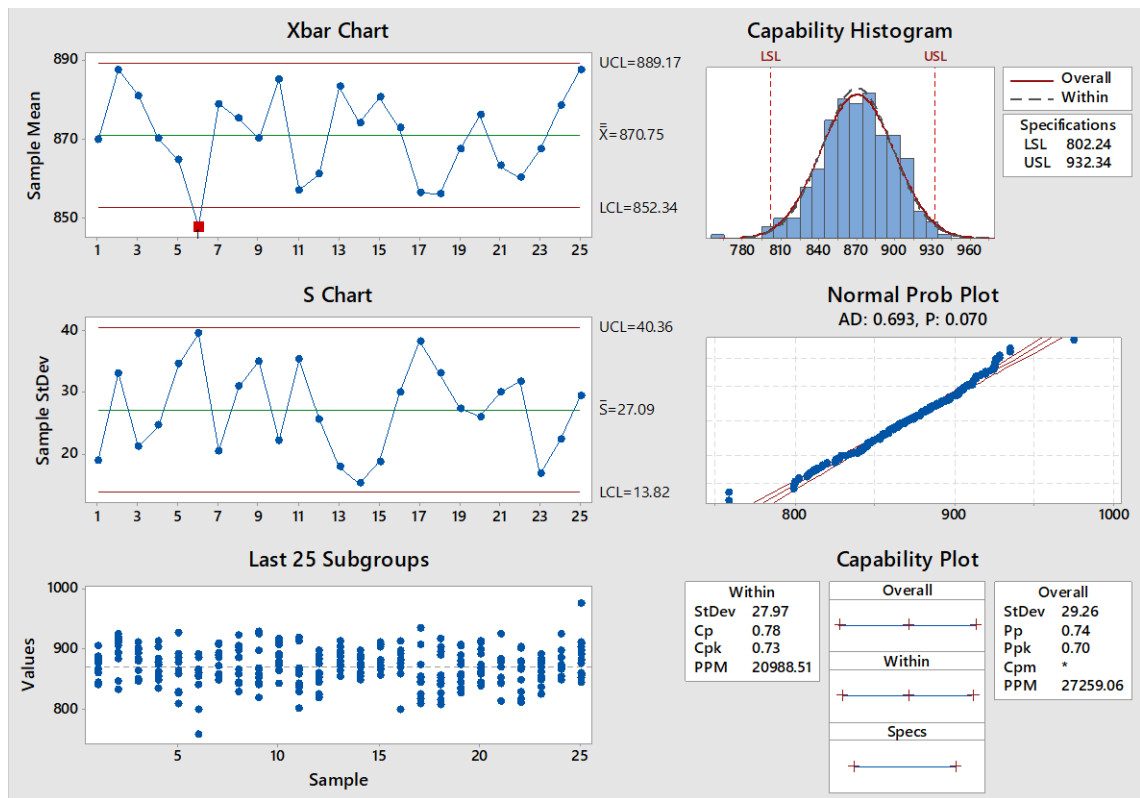 Xbar Chart
890
870
850
Sample Mean
UCL=889.17
X=870.75
LCL=852.34
1 3 5 7 9 11 13 15 17 19 21 23 25
Capability Histogram
LSL USL
780 810 840 870 900 930 960
Overall
Within
Specifications
LSL 802.24
USL 932.34
S Chart
40
30
20
Sample StDev
UCL=40.36
S=27.09
LCL=13.82
1 3 5 7 9 11 13 15 17 19 21 23 25
Normal Prob Plot
AD: 0.693, P: 0.070
800 900 1000
Last 25 Subgroups
1000
900
800
Values
5 10 15 20 25
Sample
Capability Plot
Within
StDev 27.97
Cp 0.78
Cpk 0.73
PPM 20988.51
Overall
Within
Specs
Overall
StDev 29.26
Pp 0.74
Ppk 0.70
Cpm *
PPM 27259.06